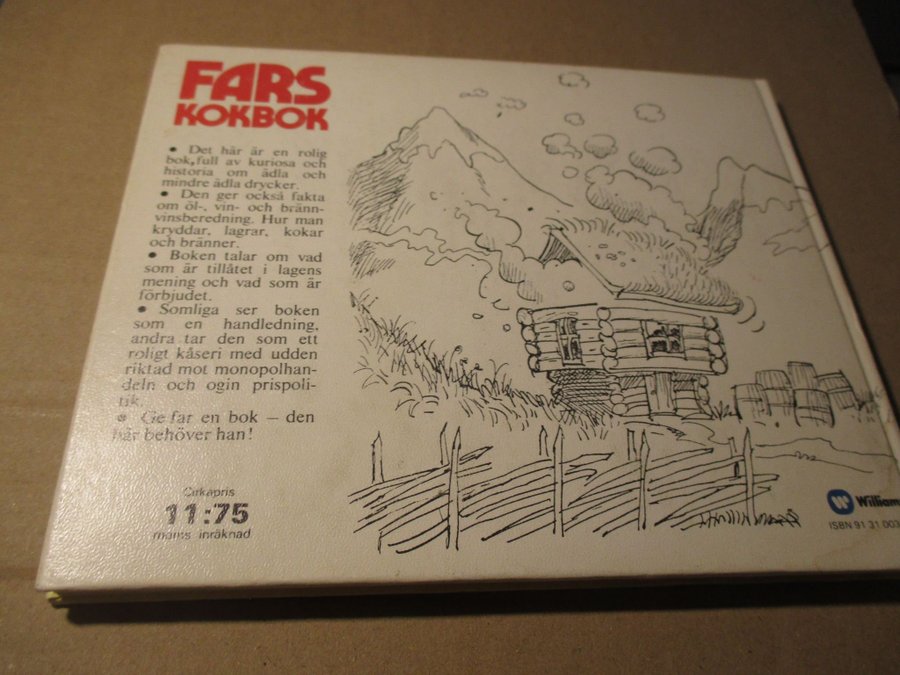 FARS
KOKBOK
• Det här är en rolig
bok, full av kuriosa och
historia om ädla och
mindre ädla drycker.
• Den ger också fakta
om öl-, vin- och bränn-
vinsberedning. Hur man
kryddar, lagrar, kokar
och bränner.
• Boken talar om vad
som är tillåtet i lagens
mening och vad som är
förbjudet.
• Somliga ser boken
som en handledning,
andra tar den som ett
roligt kåseri med udden
riktad mot monopolhan-
deln och ogin prispoli-
tik.
• Ge far en bok – den
här behöver han!
Cirkapris
11:75
moms inräknad
William
ISBN 91 31 003